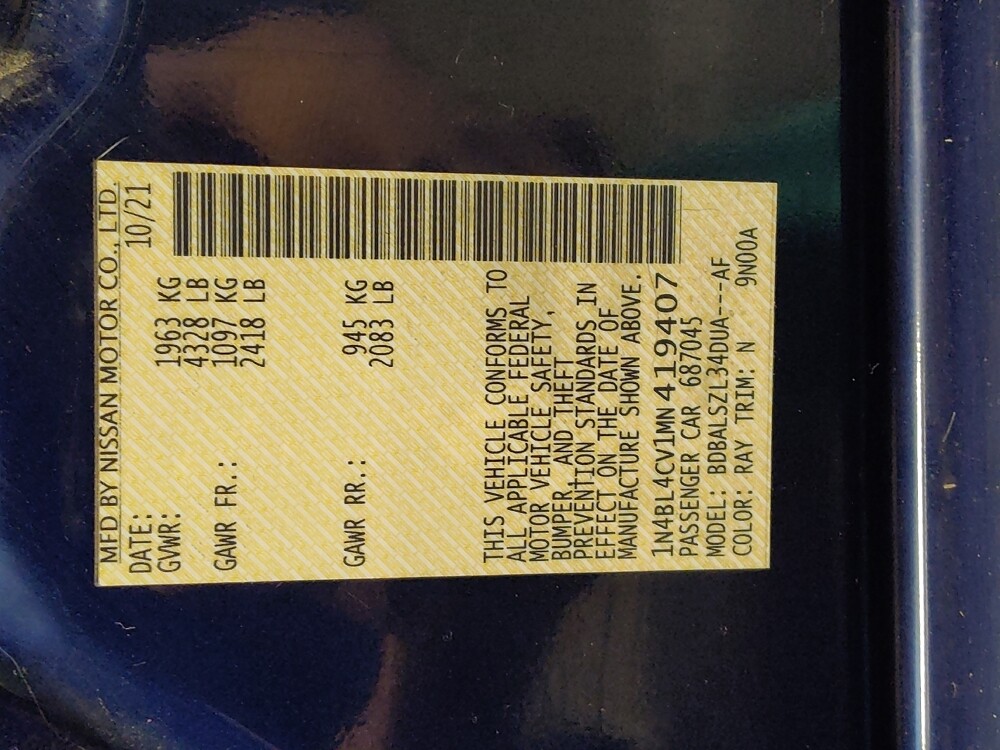 MFD BY NISSAN MOTOR CO., LTD.
DATE: 10/21
GVWR: 1963 KG
4328 LB
GAWR FR.: 1097 KG
2418 LB
GAWR RR.: 945 KG
2083 LB
THIS VEHICLE CONFORMS TO
ALL APPLICABLE FEDERAL
MOTOR VEHICLE SAFETY,
BUMPER, AND THEFT
PREVENTION STANDARDS IN
EFFECT ON THE DATE OF
MANUFACTURE SHOWN ABOVE.
1N4BL4CV1MN419407
PASSENGER CAR 687045
MODEL: BDBALSZL34DUA---AF
COLOR: RAY TRIM: N 9N00A